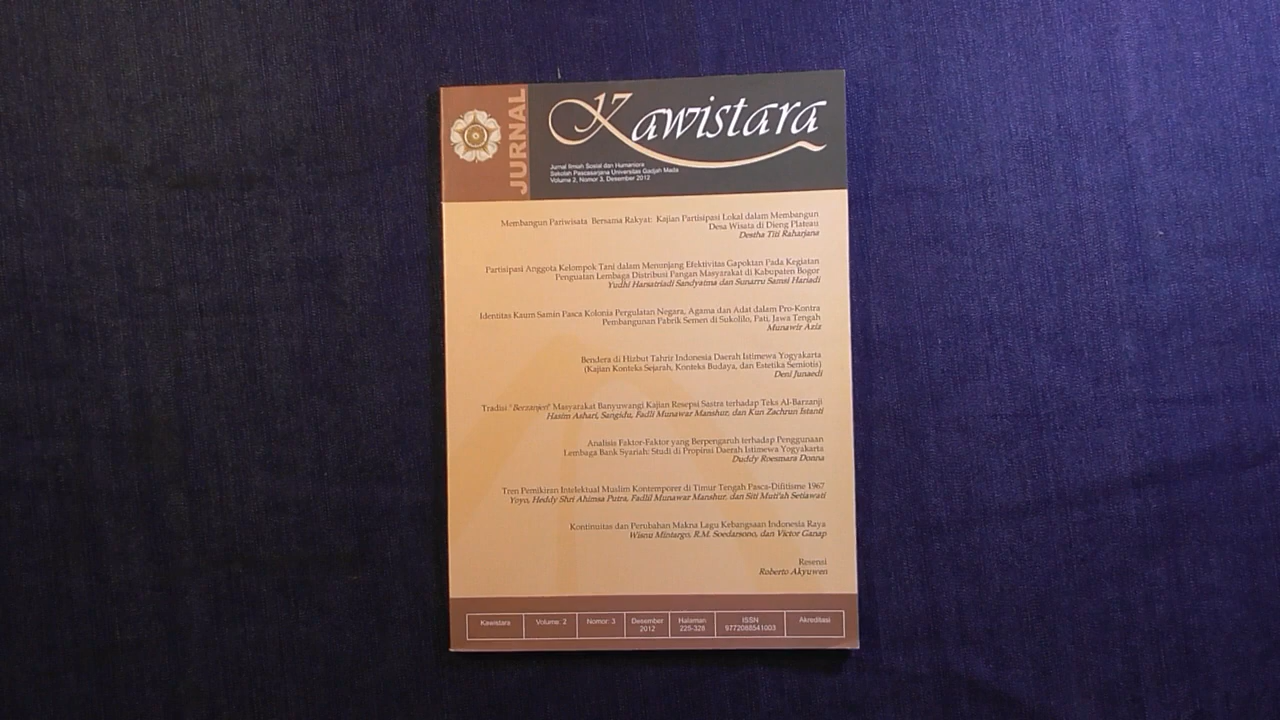 JURNAL
Kawistara
Jurnal Ilmiah Sosial dan Humaniora
Sekolah Pascasarjana Universitas Gadjah Mada
Volume 2, Nomor 3, Desember 2012
Membangun Pariwisata Bersama Rakyat: Kajian Partisipasi Lokal dalam Membangun
Desa Wisata di Dieng Plateau
Destha Titi Raharjana
Partisipasi Anggota Kelompok Tani dalam Menunjang Efektivitas Gapoktan Pada Kegiatan
Penguatan Lembaga Distribusi Pangan Masyarakat di Kabupaten Bogor
Yudhi Harsatriadi Sandyatma dan Sunarru Samsi Hariadi
Identitas Kaum Samin Pasca Kolonia Pergulatan Negara, Agama dan Adat dalam Pro-Kontra
Pembangunan Pabrik Semen di Sukolilo, Pati, Jawa Tengah
Munawir Aziz
Bendera di Hizbut Tahrir Indonesia Daerah Istimewa Yogyakarta
(Kajian Konteks Sejarah, Konteks Budaya, dan Estetika Semiotis)
Deni Junaedi
Tradisi "Berzanjen" Masyarakat Banyuwangi Kajian Resepsi Sastra terhadap Teks Al-Barzanji
Hasim Ashari, Sangidu, Fadlil Munawar Manshur, dan Kun Zachrun Istanti
Analisis Faktor-Faktor yang Berpengaruh terhadap Penggunaan
Lembaga Bank Syariah: Studi di Propinsi Daerah Istimewa Yogyakarta
Duddy Roesmara Donna
Tren Pemikiran Intelektual Muslim Kontemporer di Timur Tengah Pasca-Difitisme 1967
Yoyo, Heddy Shri Ahimsa Putra, Fadlil Munawar Manshur, dan Siti Muti'ah Setiawati
Kontinuitas dan Perubahan Makna Lagu Kebangsaan Indonesia Raya
Wisnu Mintargo, R.M. Soedarsono, dan Victor Ganap
Resensi
Roberto Akyuwen
Kawistara Volume: 2 Nomor: 3 Desember 2012 Halaman 225-328 ISSN 9772088541003 Akreditasi